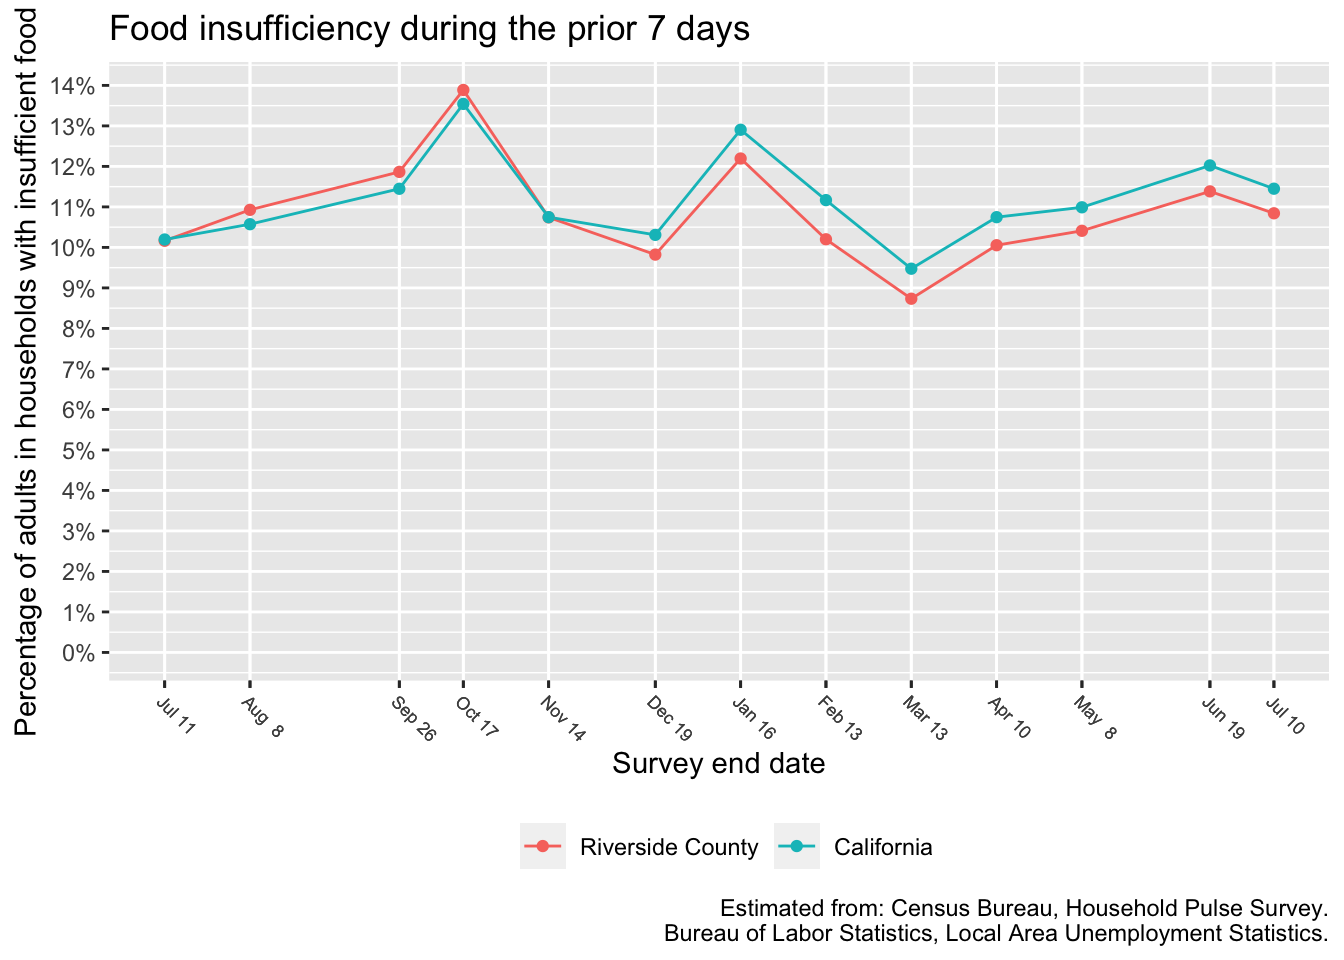 Food insufficiency during the prior 7 days
Percentage of adults in households with insufficient food
14%
13%
12%
11%
10%
9%
8%
7%
6%
5%
4%
3%
2%
1%
0%
Jul 11
Aug 8
Sep 26
Oct 17
Nov 14
Dec 19
Jan 16
Feb 13
Mar 13
Apr 10
May 8
Jun 19
Jul 10
Survey end date
Riverside County
California
Estimated from: Census Bureau, Household Pulse Survey.
Bureau of Labor Statistics, Local Area Unemployment Statistics.